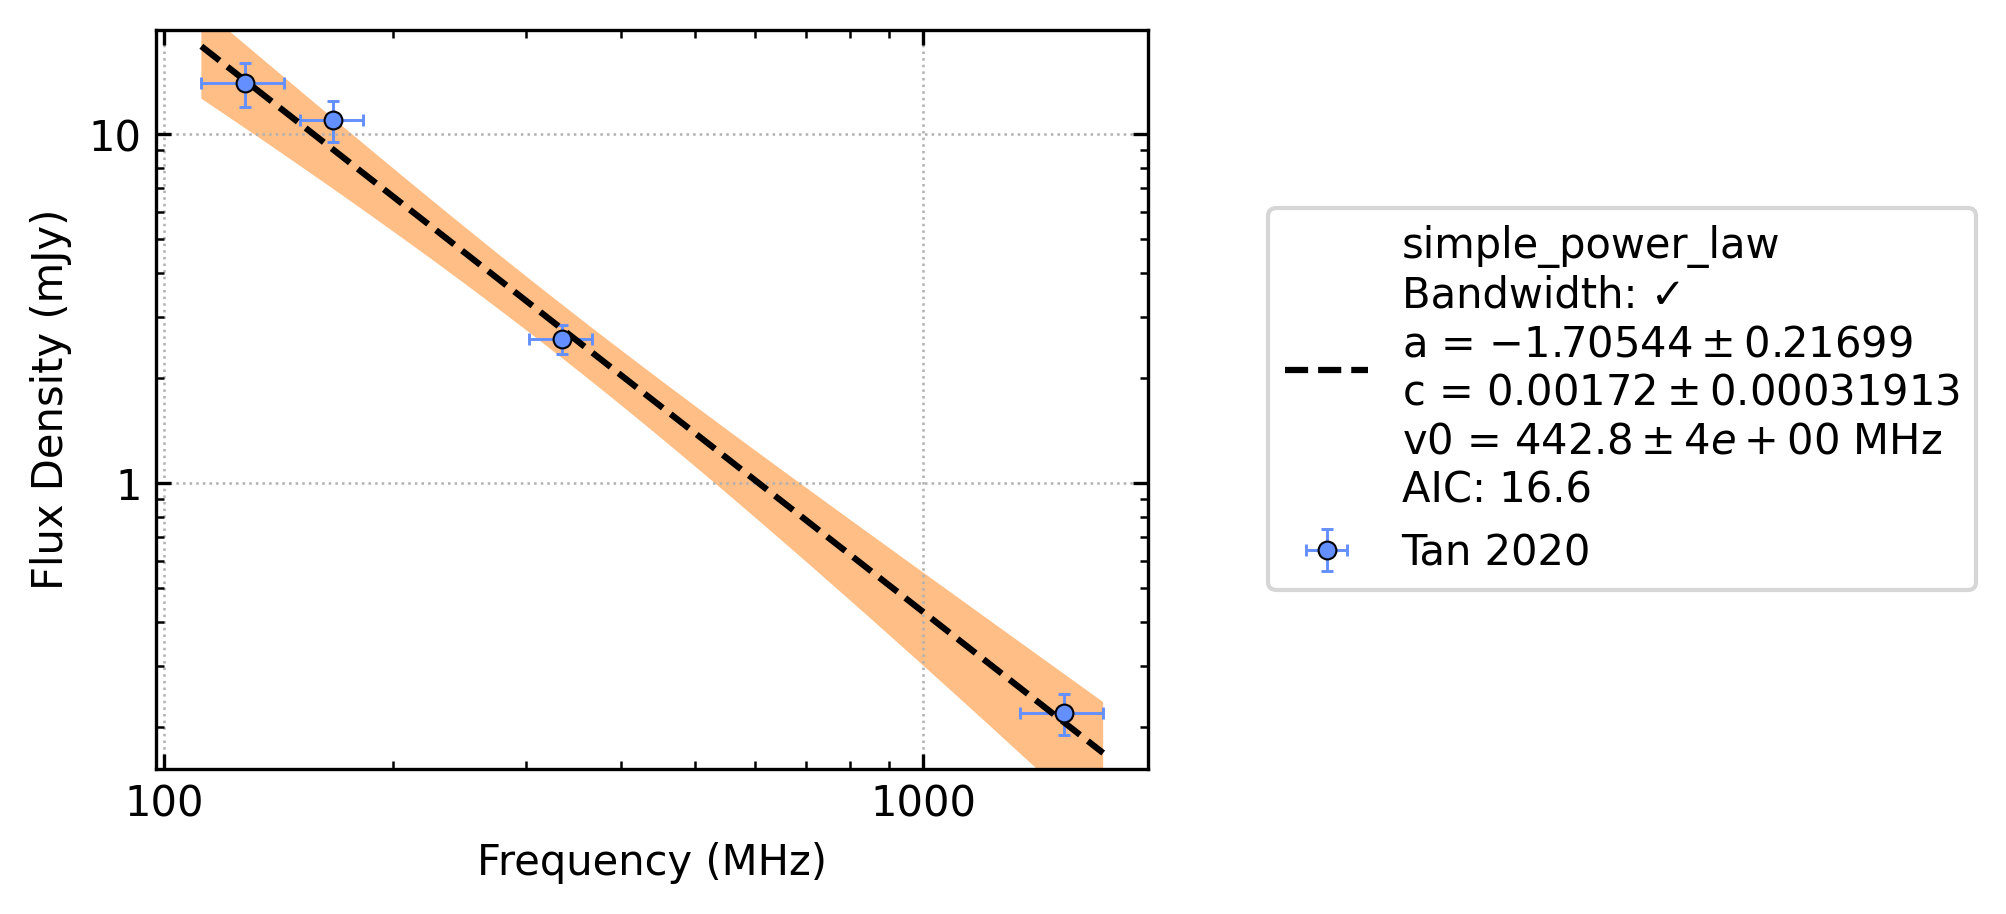 10
1
100
1000
Flux Density (mJy)
Frequency (MHz)
simple_power_law
Bandwidth: ✓
a = −1.70544 ± 0.21699
c = 0.00172 ± 0.00031913
v0 = 442.8 ± 4e + 00 MHz
AIC: 16.6
Tan 2020